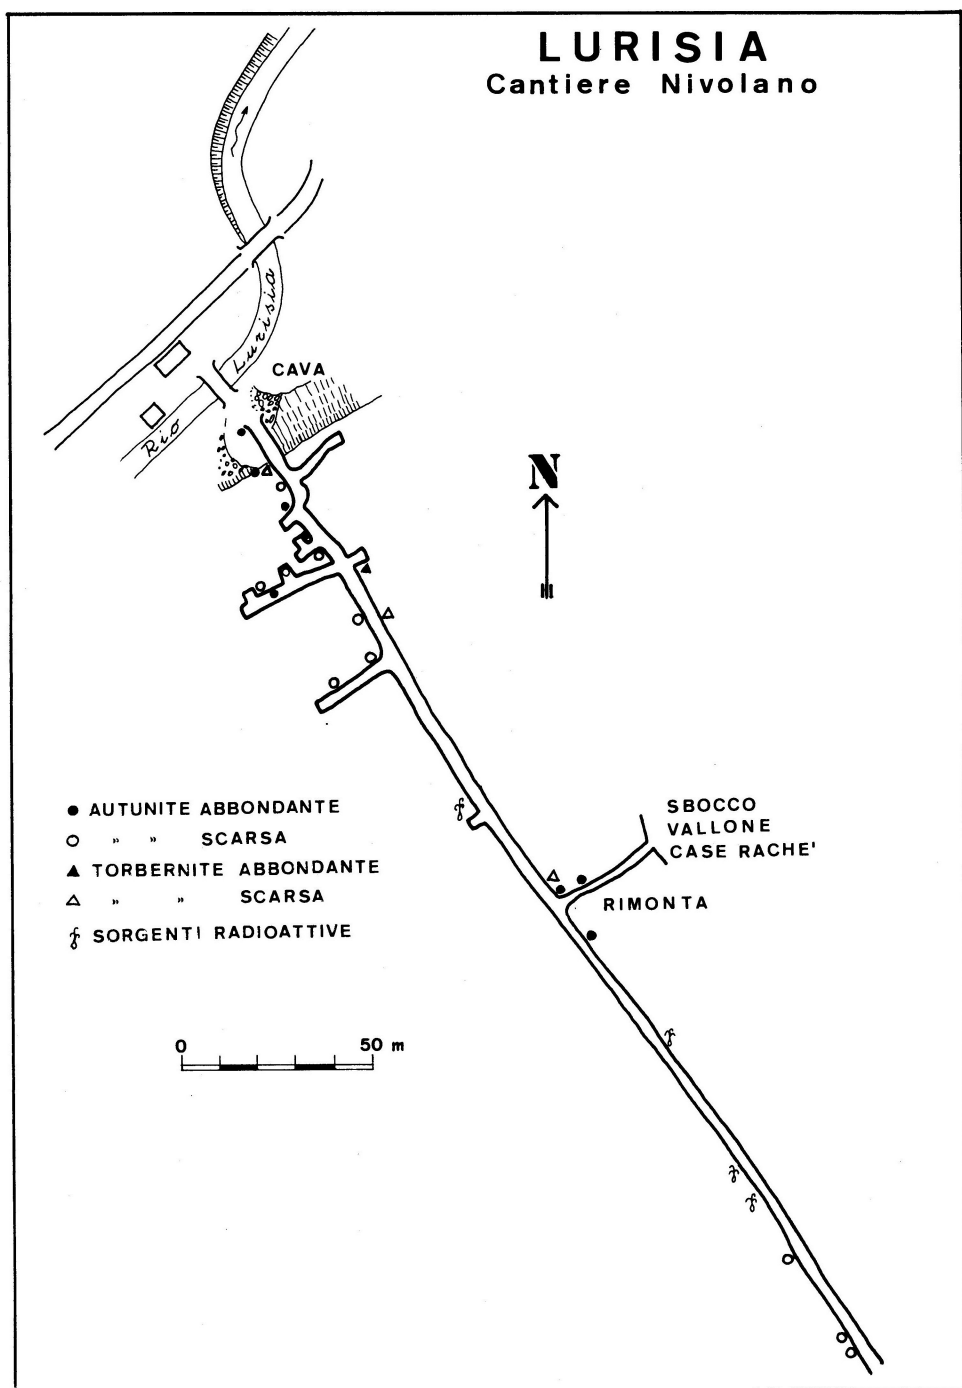 LURISIA
Cantiere Nivolano
Rio Lurisia
CAVA
N
● AUTUNITE ABBONDANTE
○ " " SCARSA
▲ TORBERNITE ABBONDANTE
△ " " SCARSA
SORGENTI RADIOATTIVE
SBOCCO
VALLONE
CASE RACHE'
RIMONTA
0 50 m